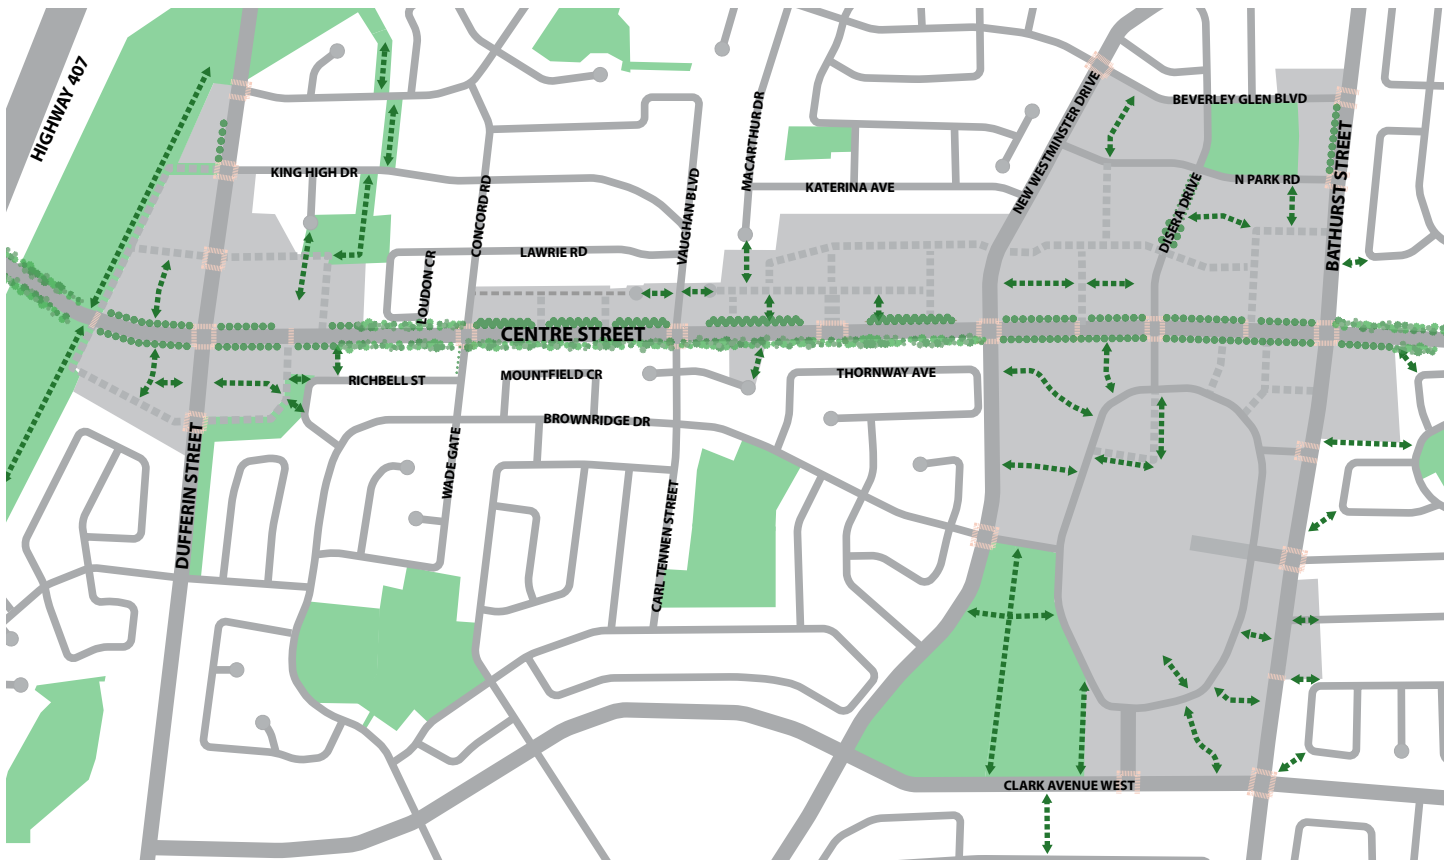 HIGHWAY 407
BEVERLEY GLEN BLVD
NEW WESTMINSTER DRIVE
MACARTHUR DR
BATHURST STREET
KING HIGH DR
N PARK RD
KATERINA AVE
CONCORD RD
VAUGHAN BLVD
DISERA DRIVE
LAWRIE RD
LOUDON CR
CENTRE STREET
RICHBELL ST
MOUNTFIELD CR
THORNWAY AVE
BROWNRIDGE DR
WADE GATE
DUFFERIN STREET
CARL TENNEN STREET
CLARK AVENUE WEST